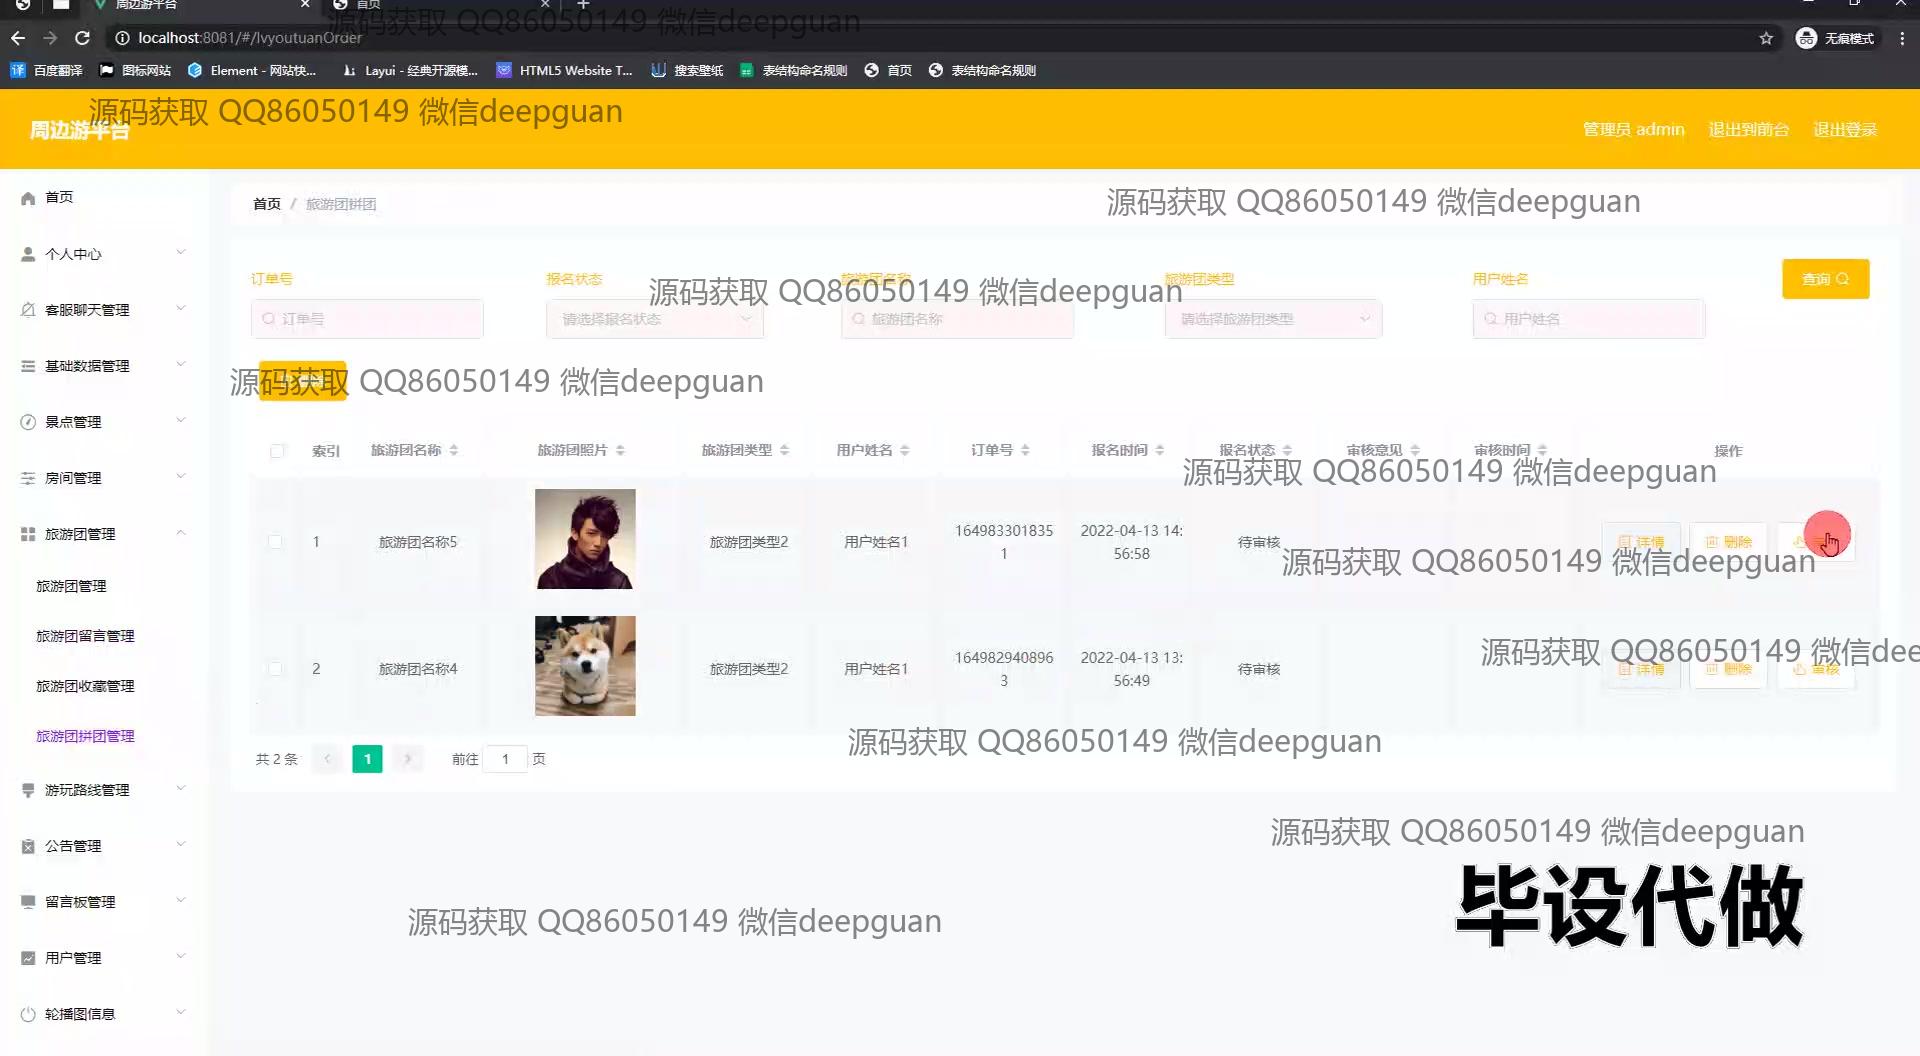 周边游平台
首页
源码获取 QQ86050149 微信deepguan
localhost:8081/#/lvyoutuanOrder
无痕模式
百度翻译
图标网站
Element - 网站快...
Layui - 经典开源模...
HTML5 Website T...
搜索壁纸
表结构命名规则
首页
表结构命名规则
源码获取 QQ86050149 微信deepguan
周边游平台
管理员 admin
退出到前台
退出登录
首页
个人中心
客服聊天管理
基础数据管理
景点管理
房间管理
旅游团管理
旅游团管理
旅游团留言管理
旅游团收藏管理
旅游团拼团管理
游玩路线管理
公告管理
留言板管理
用户管理
轮播图信息
首页 / 旅游团拼团
源码获取 QQ86050149 微信deepguan
订单号
报名状态
旅游团名称
旅游团类型
用户姓名
查询
源码获取 QQ86050149 微信deepguan
订单号
请选择报名状态
旅游团名称
请选择旅游团类型
用户姓名
源码获取 QQ86050149 微信deepguan
索引 旅游团名称 旅游团照片 旅游团类型 用户姓名 订单号 报名时间 报名状态 审核意见 审核时间 操作
源码获取 QQ86050149 微信deepguan
1 旅游团名称5 旅游团类型2 用户姓名1 164983301835 2022-04-13 14: 待审核 详情 删除
1 56:58
源码获取 QQ86050149 微信deepguan
源码获取 QQ86050149 微信dee
2 旅游团名称4 旅游团类型2 用户姓名1 164982940896 2022-04-13 13: 待审核 详情 删除 审核
3 56:49
源码获取 QQ86050149 微信deepguan
共 2 条 1 前往 1 页
源码获取 QQ86050149 微信deepguan
毕设代做
源码获取 QQ86050149 微信deepguan